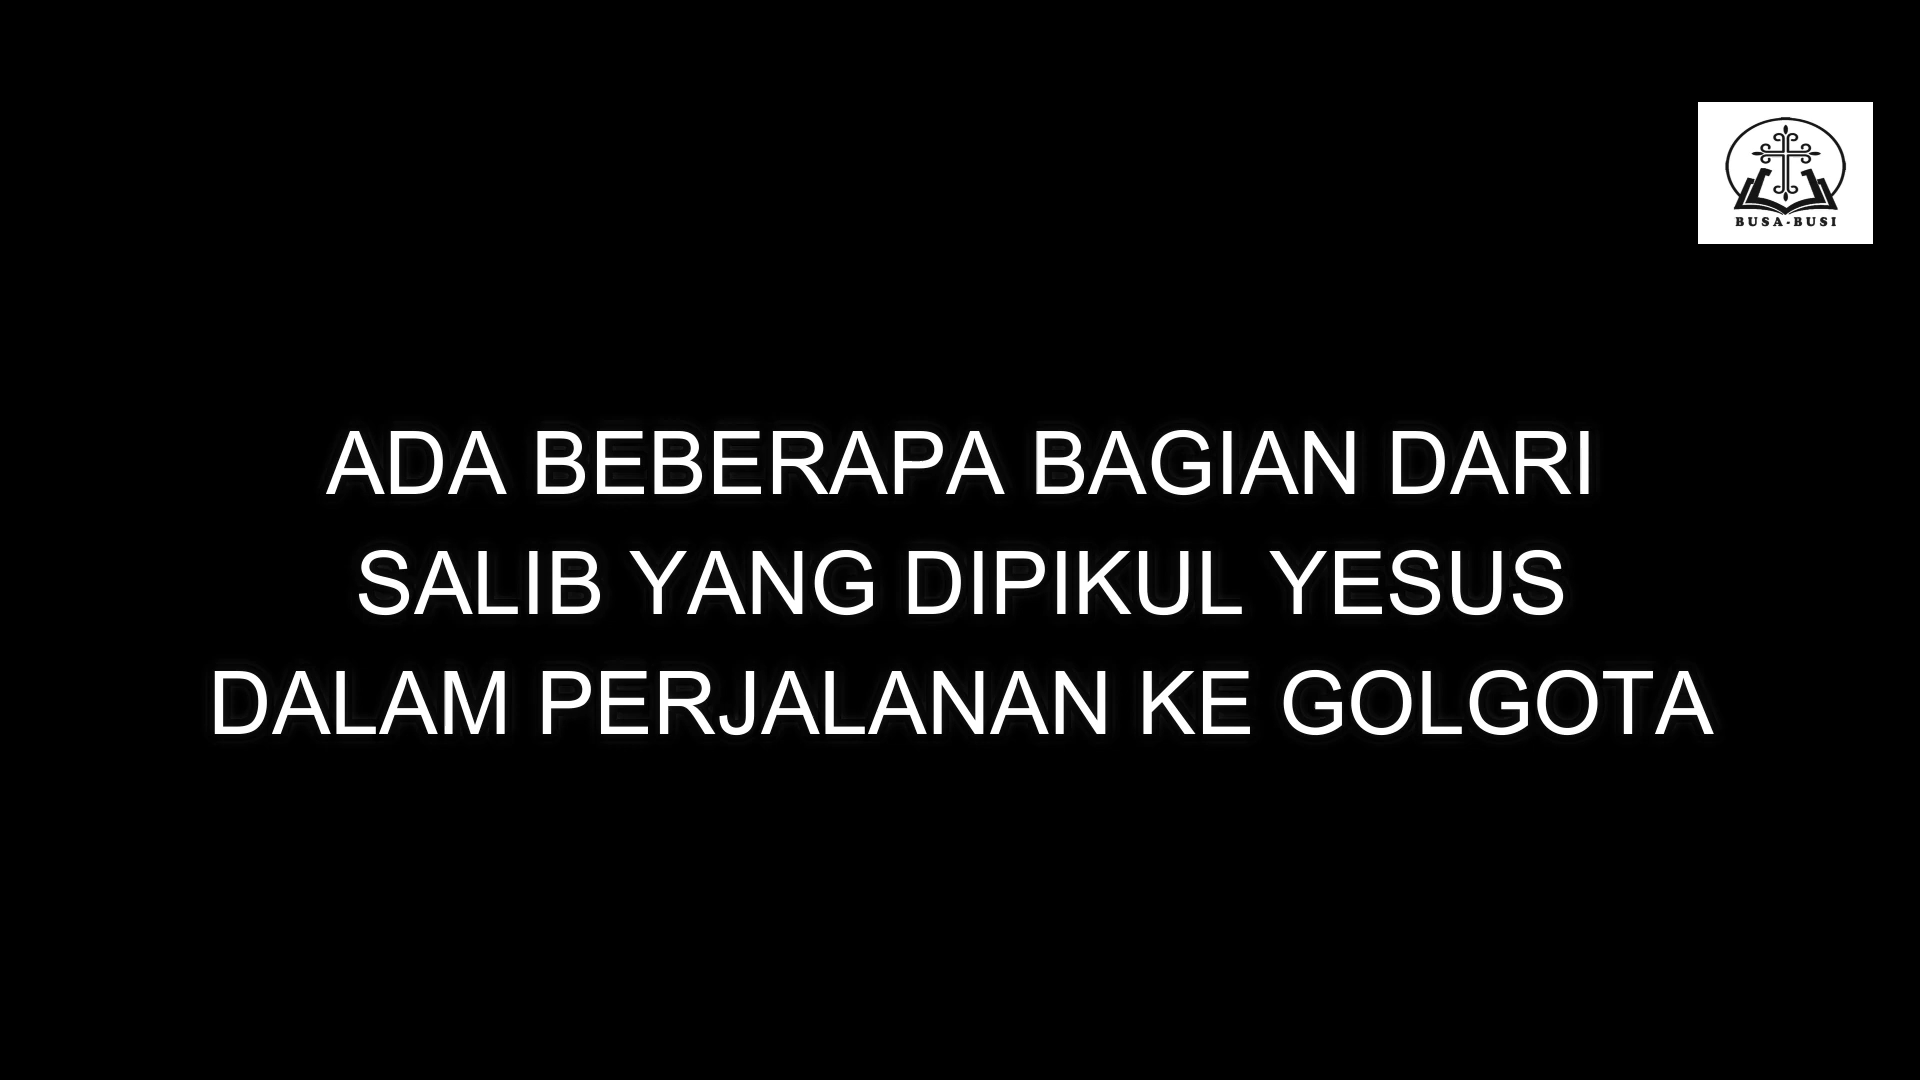 BUSA-BUSI
ADA BEBERAPA BAGIAN DARI
SALIB YANG DIPIKUL YESUS
DALAM PERJALANAN KE GOLGOTA